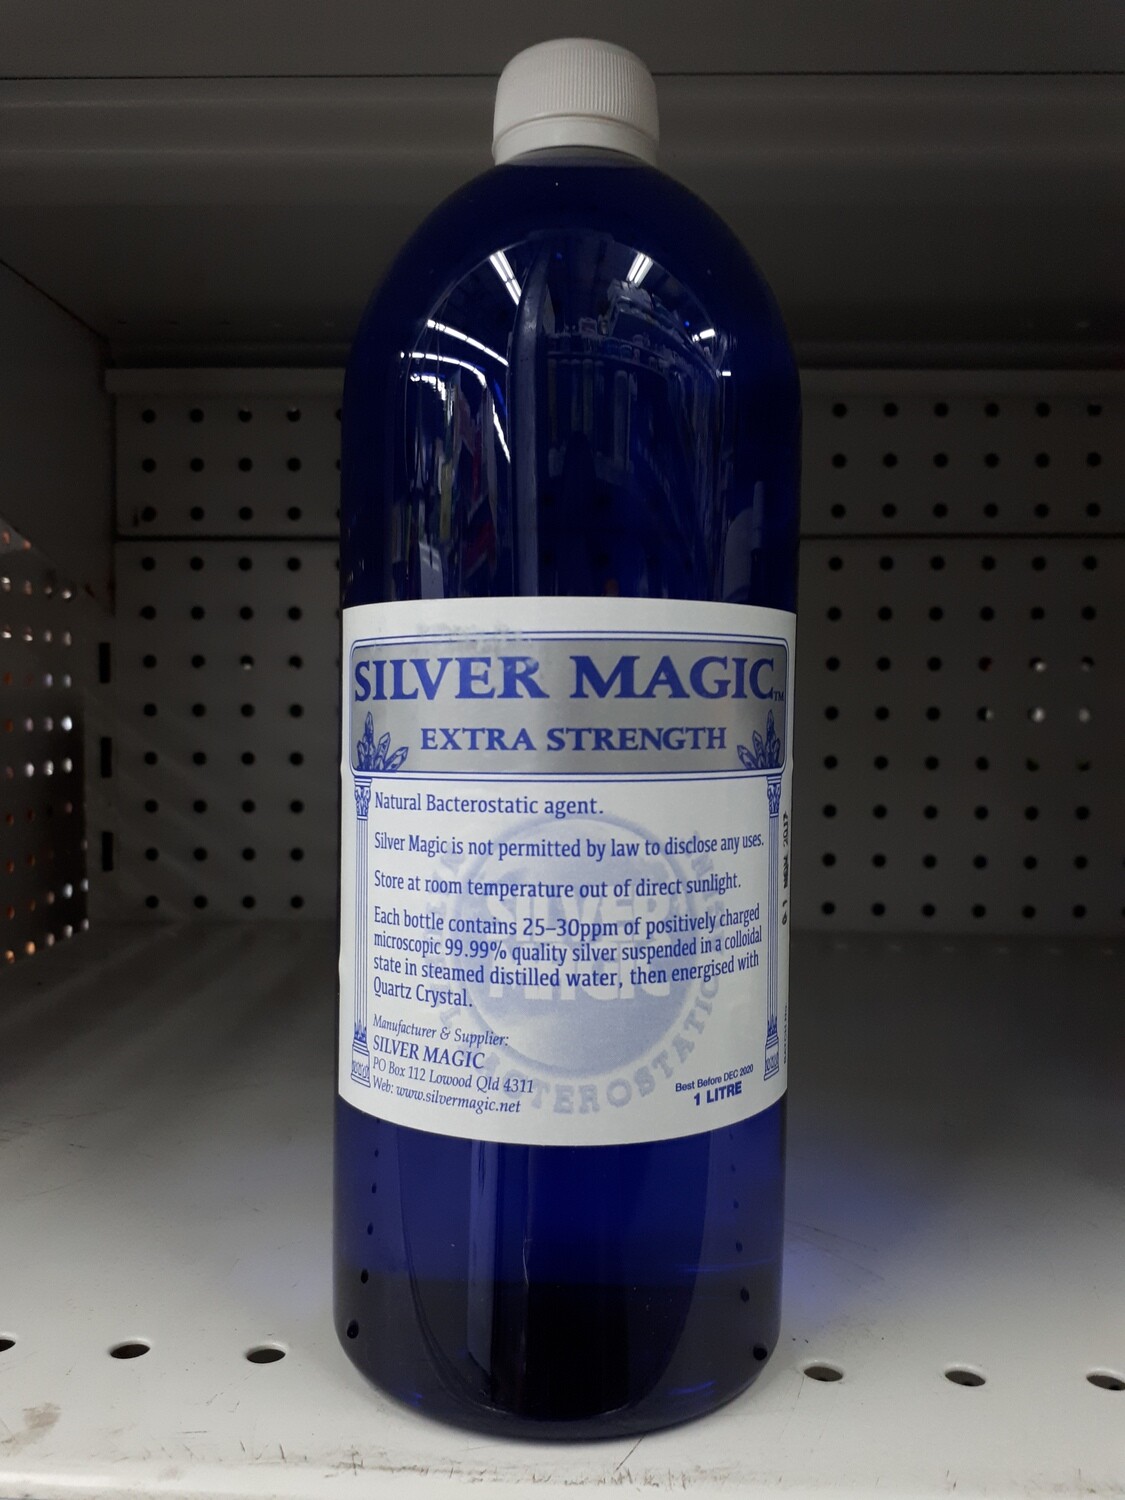 SILVER MAGIC™
EXTRA STRENGTH
Natural Bacterostatic agent.
Silver Magic is not permitted by law to disclose any uses.
Store at room temperature out of direct sunlight.
Each bottle contains 25–30ppm of positively charged
microscopic 99.99% quality silver suspended in a colloidal
state in steamed distilled water, then energised with
Quartz Crystal.
Manufacturer & Supplier:
SILVER MAGIC
PO Box 112 Lowood Qld 4311
Web: www.silvermagic.net
Best Before DEC 2020
1 LITRE
SILVER
MAGIC
2017